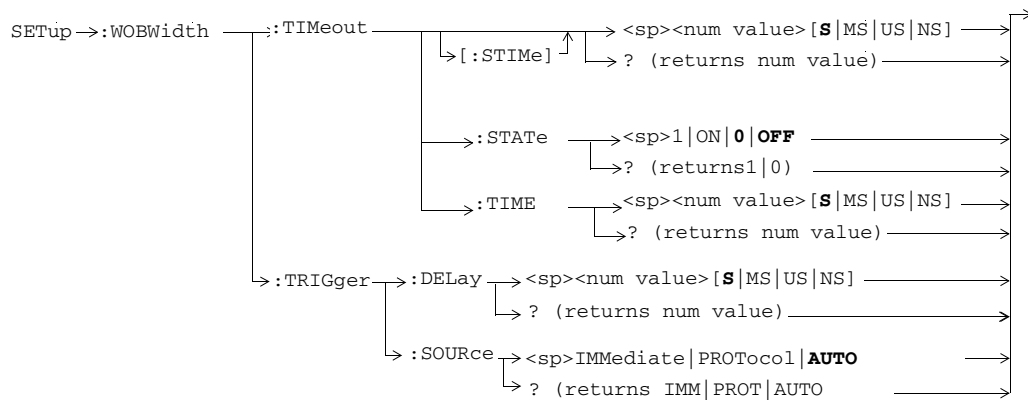 SETup :WOBWidth :TIMeout <sp><num value>[S|MS|US|NS]
[:STIMe] ? (returns num value)
:STATe <sp>1|ON|0|OFF
? (returns1|0)
:TIME <sp><num value>[S|MS|US|NS]
? (returns num value)
:TRIGger :DELay <sp><num value>[S|MS|US|NS]
? (returns num value)
:SOURce <sp>IMMediate|PROTocol|AUTO
? (returns IMM|PROT|AUTO